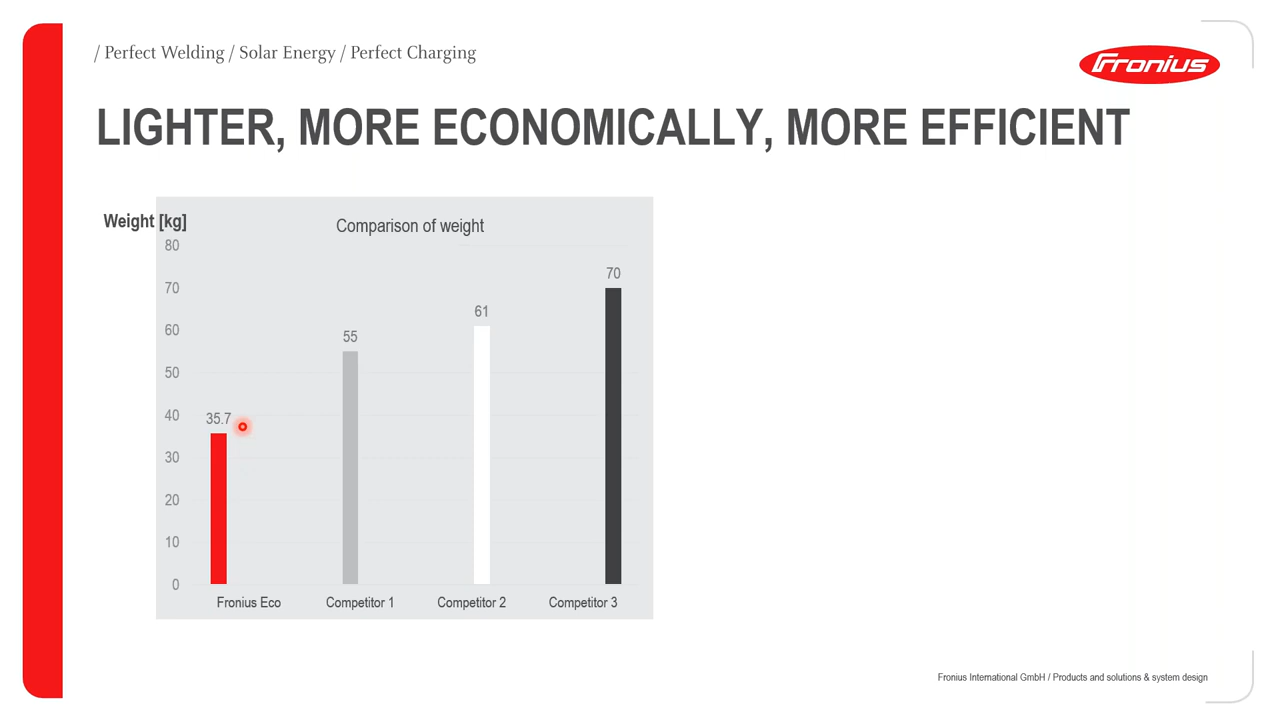 / Perfect Welding / Solar Energy / Perfect Charging
Fronius
LIGHTER, MORE ECONOMICALLY, MORE EFFICIENT
Weight [kg]
Comparison of weight
80
70
60
50
40
30
20
10
0
35.7
55
61
70
Fronius Eco
Competitor 1
Competitor 2
Competitor 3
Fronius International GmbH / Products and solutions & system design